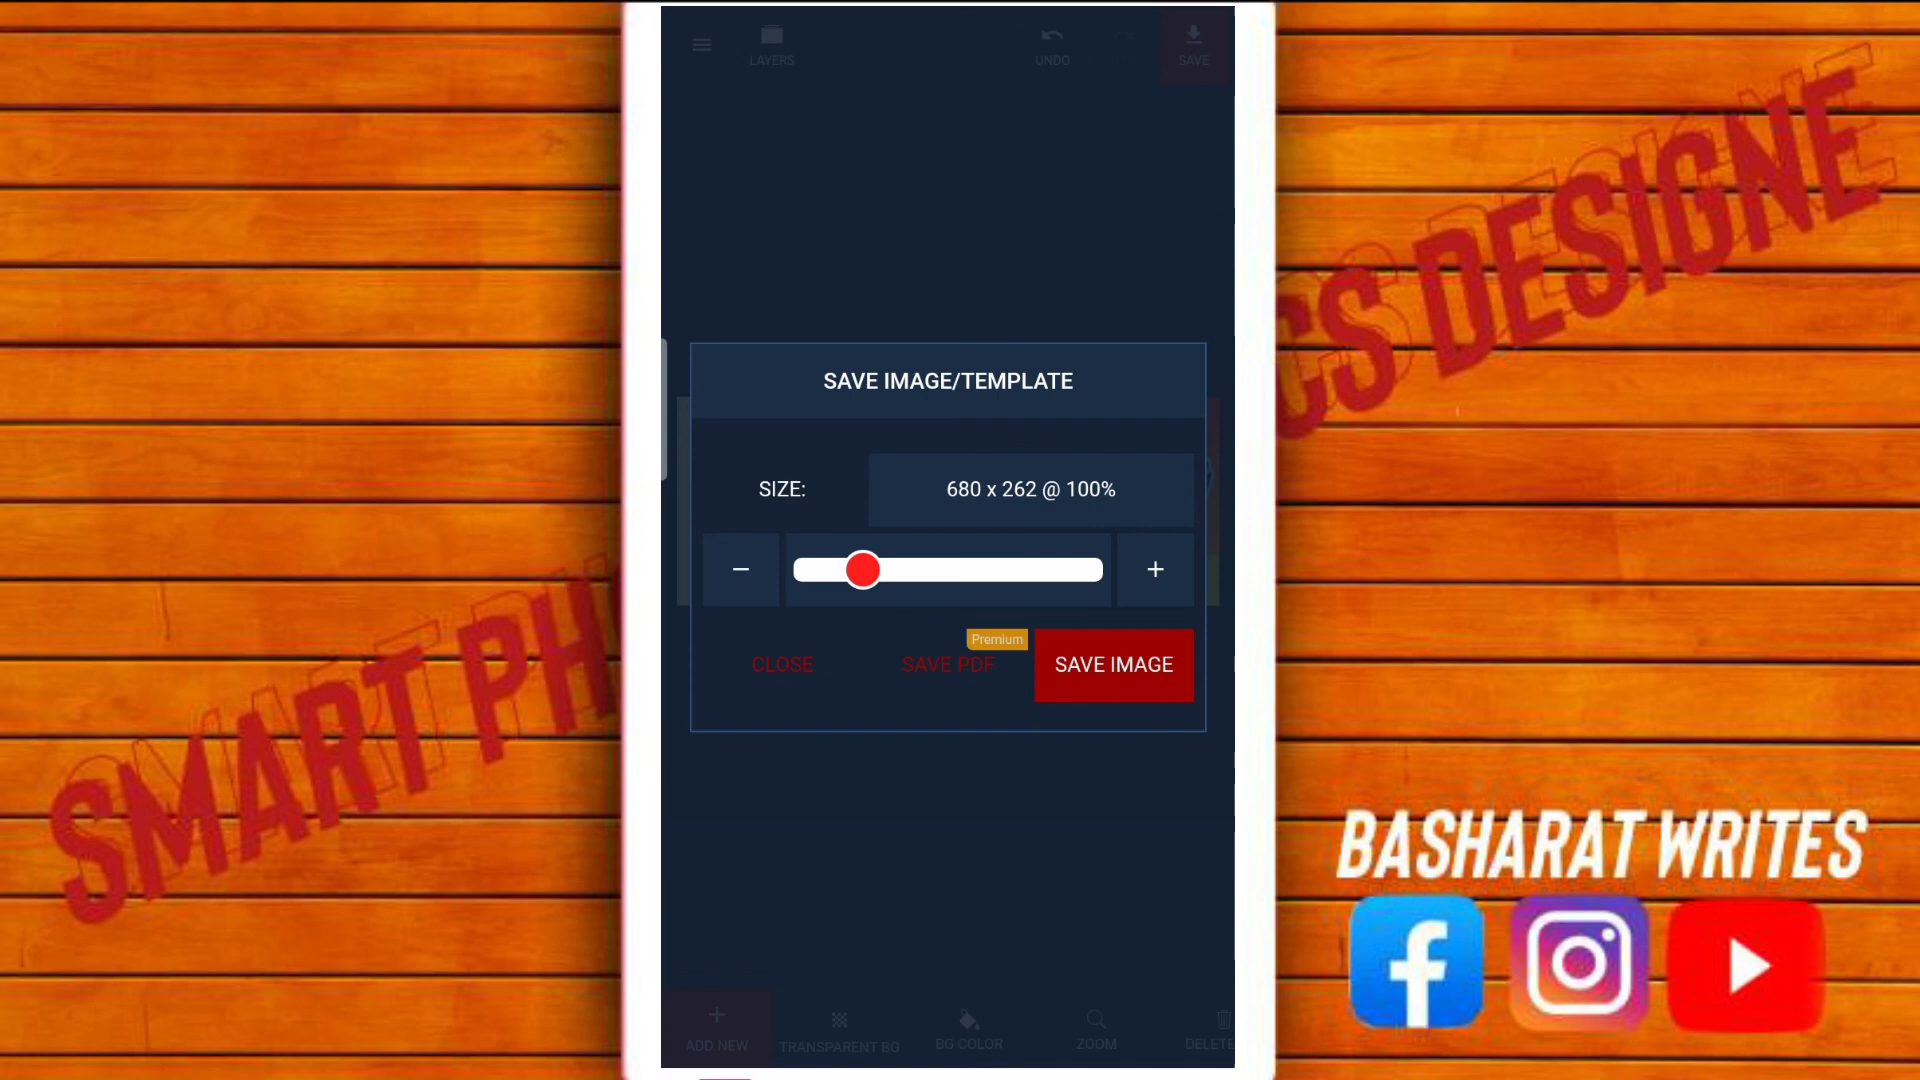 LAYERS
UNDO
SAVE
CS DESIGNE
SAVE IMAGE/TEMPLATE
SIZE:
680 x 262 @ 100%
Premium
CLOSE
SAVE PDF
SAVE IMAGE
SMART PH
BASHARAT WRITES
ADD NEW
TRANSPARENT BG
BG COLOR
ZOOM
DELETE